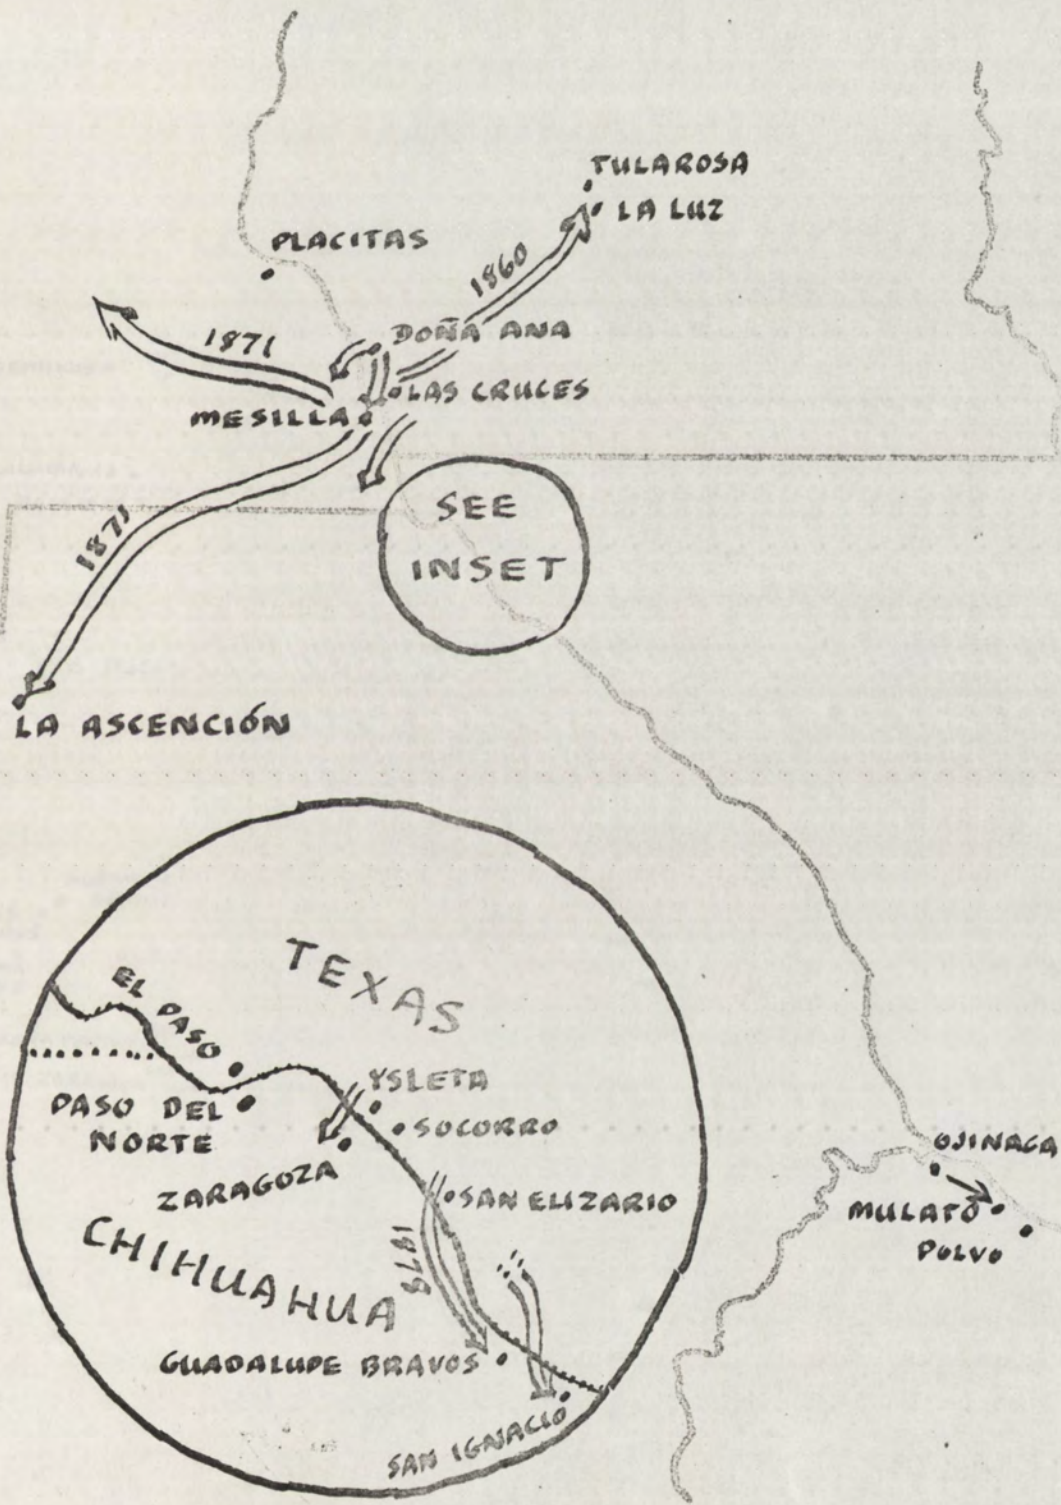 TULAROSA
LA LUZ
PLACITAS
1860
1871
DOÑA ANA
LAS CRUCES
MESILLA
SEE
INSET
1871
LA ASCENCIÓN
TEXAS
EL PASO
YSLETA
PASO DEL
NORTE
SOCORRO
ZARAGOZA
SAN ELIZARIO
1878
CHIHUAHUA
GUADALUPE BRAVOS
SAN IGNACIO
OJINAGA
MULATO
POLVO